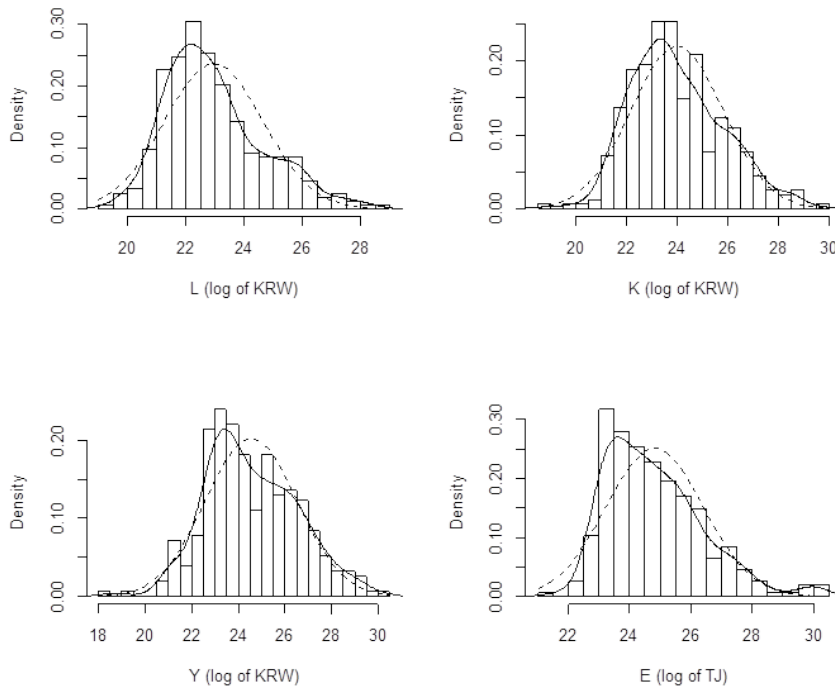 Density
0.00 0.10 0.20 0.30
20 22 24 26 28
L (log of KRW)
Density
0.00 0.10 0.20
20 22 24 26 28 30
K (log of KRW)
Density
0.00 0.10 0.20
18 20 22 24 26 28 30
Y (log of KRW)
Density
0.00 0.10 0.20 0.30
22 24 26 28 30
E (log of TJ)